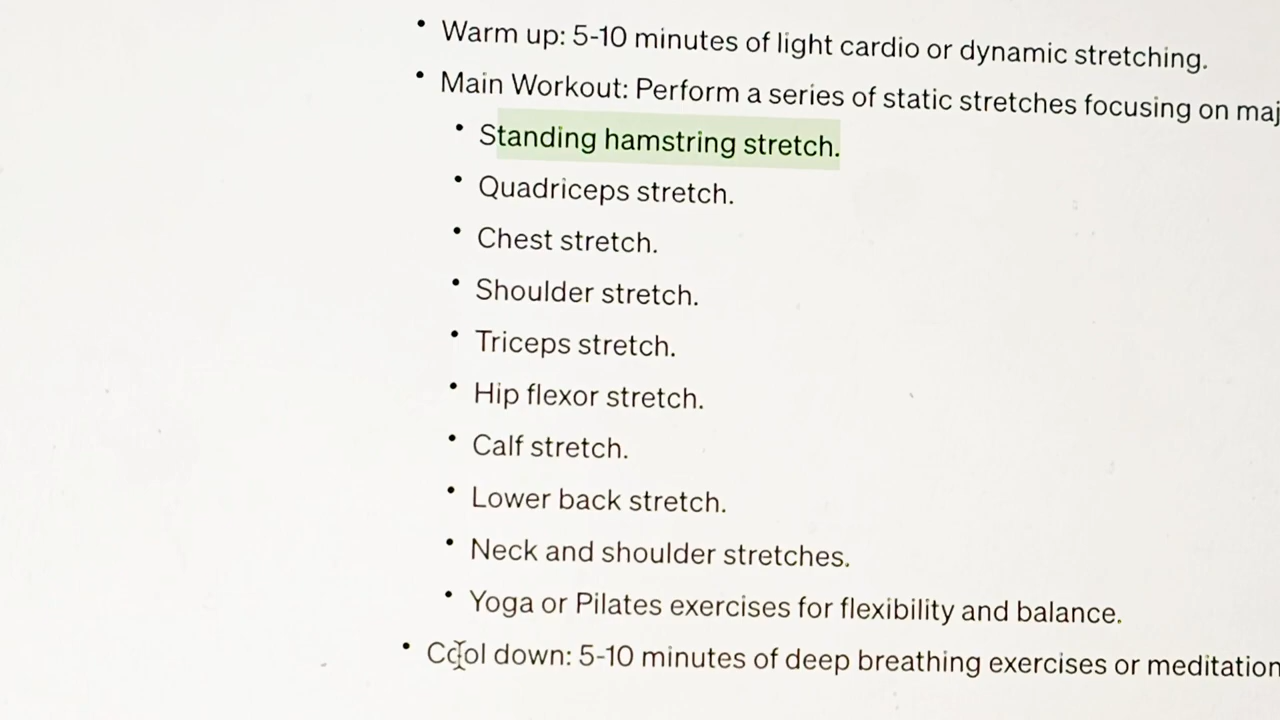 • Warm up: 5-10 minutes of light cardio or dynamic stretching.
• Main Workout: Perform a series of static stretches focusing on maj
• Standing hamstring stretch.
• Quadriceps stretch.
• Chest stretch.
• Shoulder stretch.
• Triceps stretch.
• Hip flexor stretch.
• Calf stretch.
• Lower back stretch.
• Neck and shoulder stretches.
• Yoga or Pilates exercises for flexibility and balance.
• Cool down: 5-10 minutes of deep breathing exercises or meditation